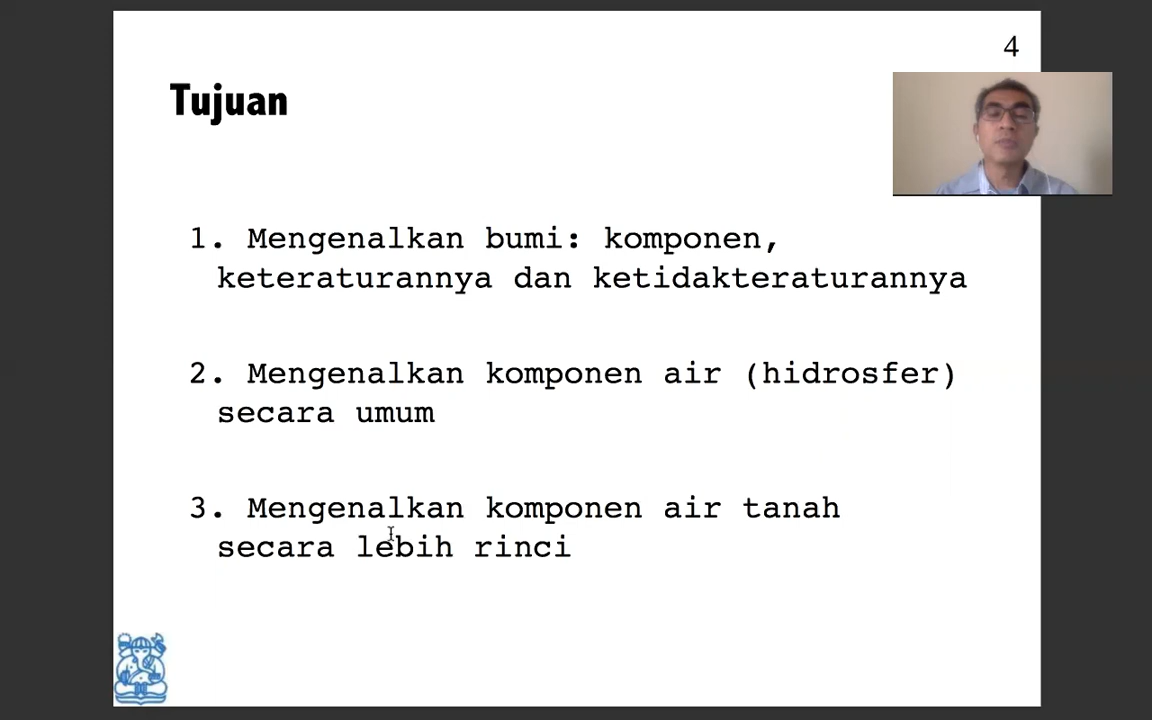 4
Tujuan
1. Mengenalkan bumi: komponen,
keteraturannya dan ketidakteraturannya
2. Mengenalkan komponen air (hidrosfer)
secara umum
3. Mengenalkan komponen air tanah
secara lebih rinci